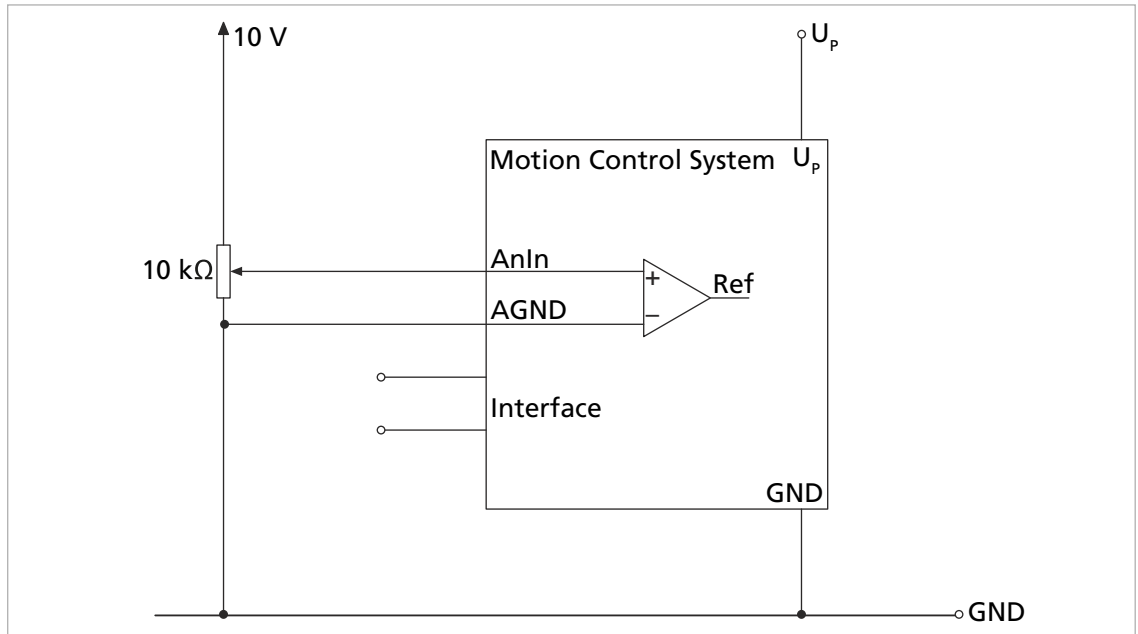 10 V
U_P
Motion Control System U_P
AnIn
10 kΩ
+
Ref
AGND
−
Interface
GND
GND